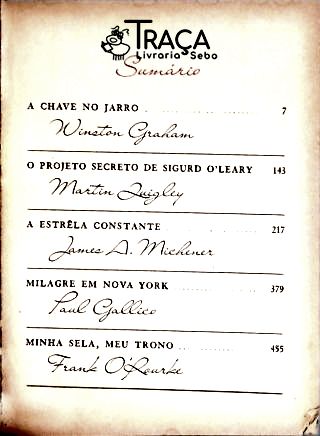 TRAÇA
Livraria Sebo
Sumário
A CHAVE NO JARRO . . . . . . . . . . . . . 7
Winston Graham
O PROJETO SECRETO DE SIGURD O'LEARY 143
Martin Quigley
A ESTRÊLA CONSTANTE . . . . . . . . . . 217
James A. Michener
MILAGRE EM NOVA YORK . . . . . . . . . 379
Paul Gallico
MINHA SELA, MEU TRONO . . . . . . . . . 455
Frank O'Rourke